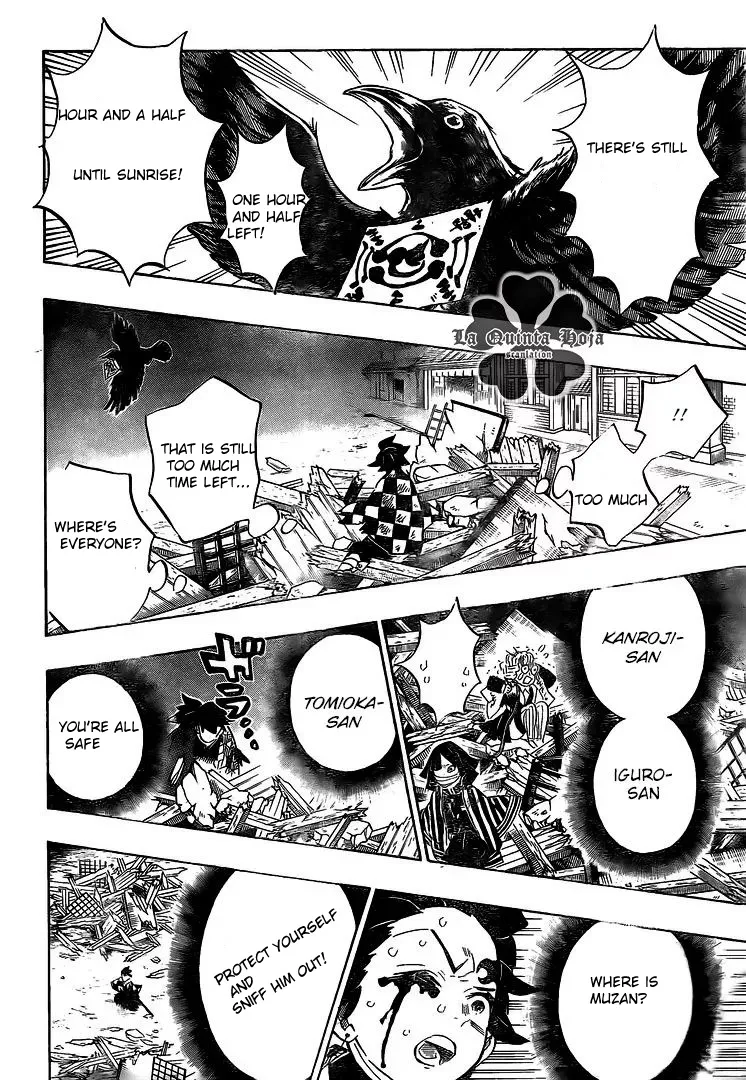 THERE'S STILL
ONE HOUR
AND HALF
LEFT!
HOUR AND A HALF
UNTIL SUNRISE!
La Quinta Hoja
scanlation
!!
TOO MUCH
THAT IS STILL
TOO MUCH
TIME LEFT...
WHERE'S
EVERYONE?
KANROJI-
SAN
IGURO-
SAN
TOMIOKA-
SAN
YOU'RE ALL
SAFE
WHERE IS
MUZAN?
PROTECT YOURSELF
AND
SNIFF HIM OUT!